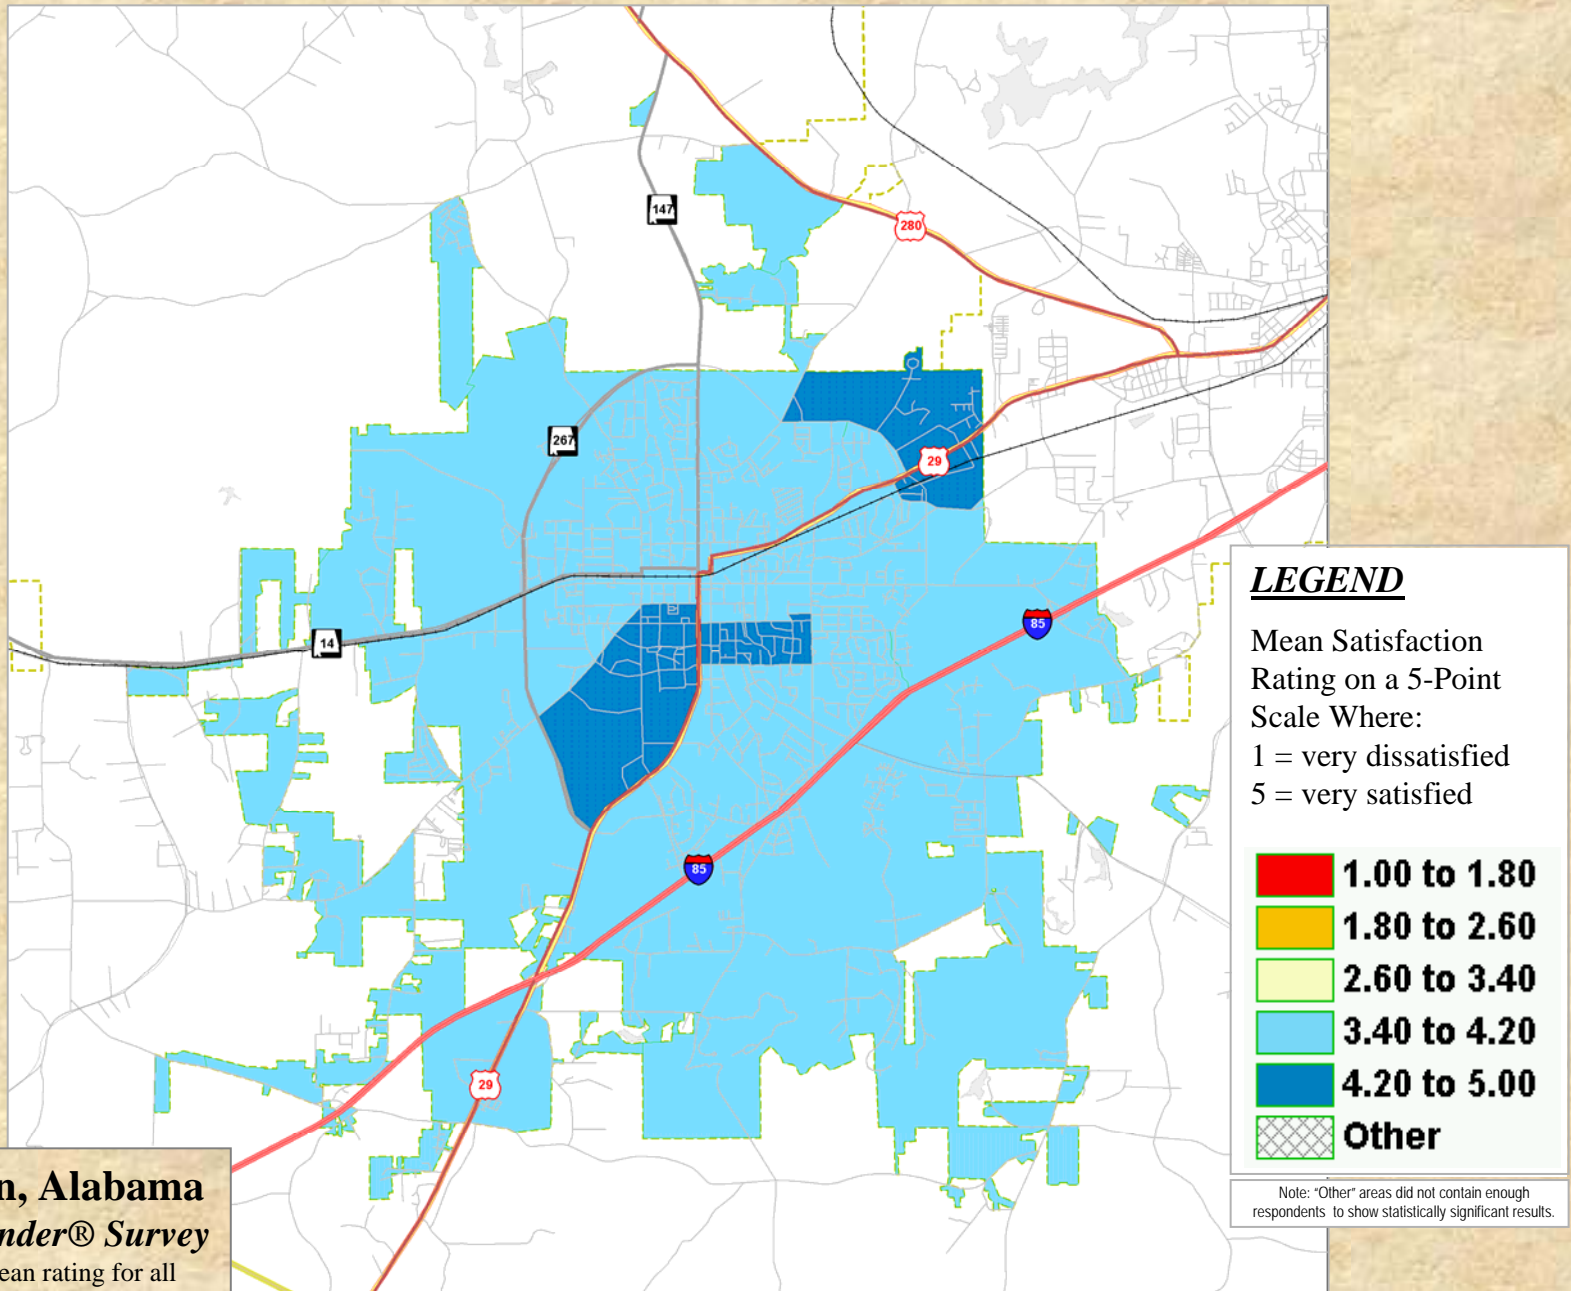 147
280
267
29
14
85
85
29
LEGEND
Mean Satisfaction
Rating on a 5-Point
Scale Where:
1 = very dissatisfied
5 = very satisfied
1.00 to 1.80
1.80 to 2.60
2.60 to 3.40
3.40 to 4.20
4.20 to 5.00
Other
Note: “Other” areas did not contain enough
respondents to show statistically significant results.
n, Alabama
nder® Survey
ean rating for all